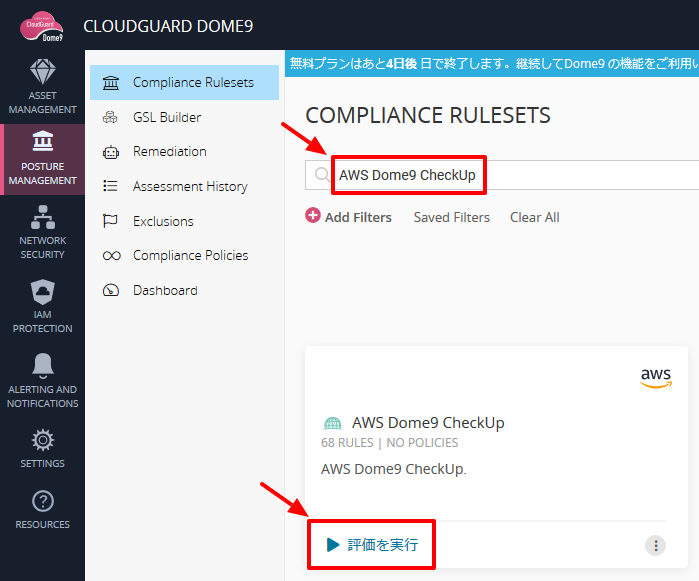 CloudGuard
Dome9
CLOUDGUARD DOME9
ASSET
MANAGEMENT
POSTURE
MANAGEMENT
NETWORK
SECURITY
IAM
PROTECTION
ALERTING AND
NOTIFICATIONS
SETTINGS
RESOURCES
Compliance Rulesets
GSL Builder
Remediation
Assessment History
Exclusions
Compliance Policies
Dashboard
無料プランはあと4日後 日で終了します。継続してDome9 の機能をご利用い
COMPLIANCE RULESETS
AWS Dome9 CheckUp
Add Filters Saved Filters Clear All
aws
AWS Dome9 CheckUp
68 RULES | NO POLICIES
AWS Dome9 CheckUp.
評価を実行